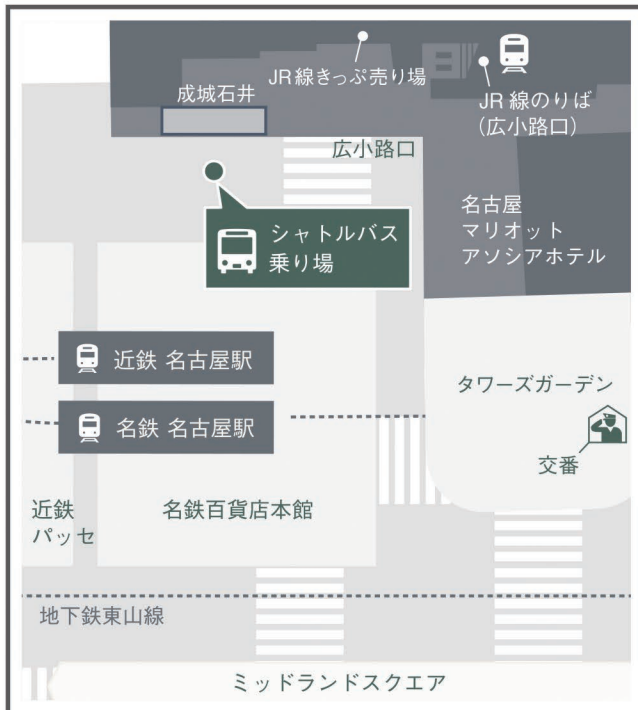 JR線きっぷ売り場
成城石井
JR 線のりば
(広小路口)
広小路口
シャトルバス
乗り場
名古屋
マリオット
アソシアホテル
近鉄 名古屋駅
タワーズガーデン
名鉄 名古屋駅
交番
近鉄
パッセ
名鉄百貨店本館
地下鉄東山線
ミッドランドスクエア